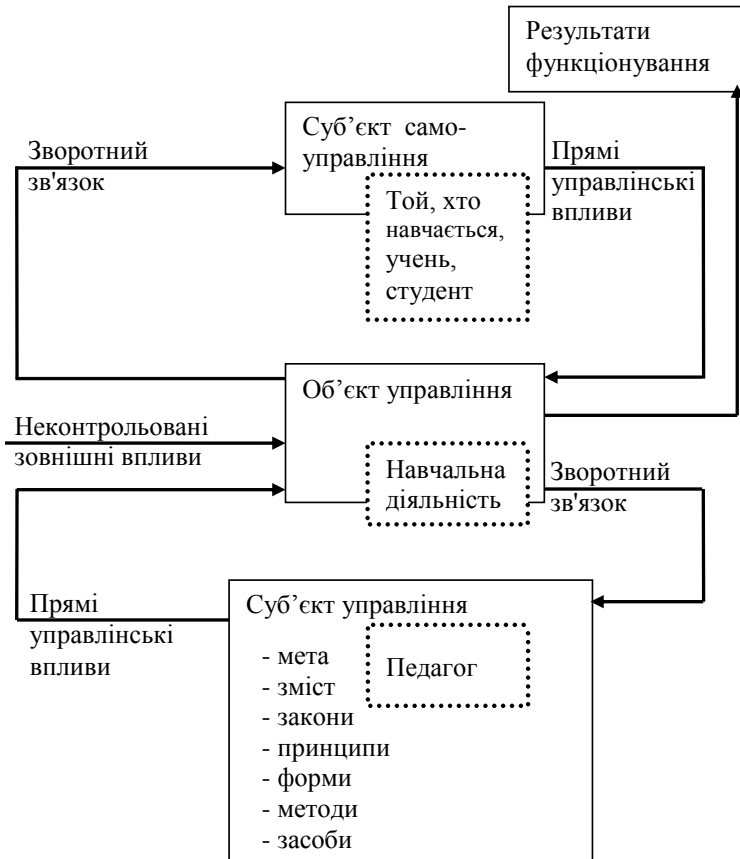 Результати
функціонування
Суб’єкт само-
управління
Зворотний
зв'язок
Прямі
управлінські
впливи
Той, хто
навчається,
учень,
студент
Об’єкт управління
Неконтрольовані
зовнішні впливи
Навчальна
діяльність
Зворотний
зв'язок
Прямі
управлінські
впливи
Суб’єкт управління
Педагог
- мета
- зміст
- закони
- принципи
- форми
- методи
- засоби